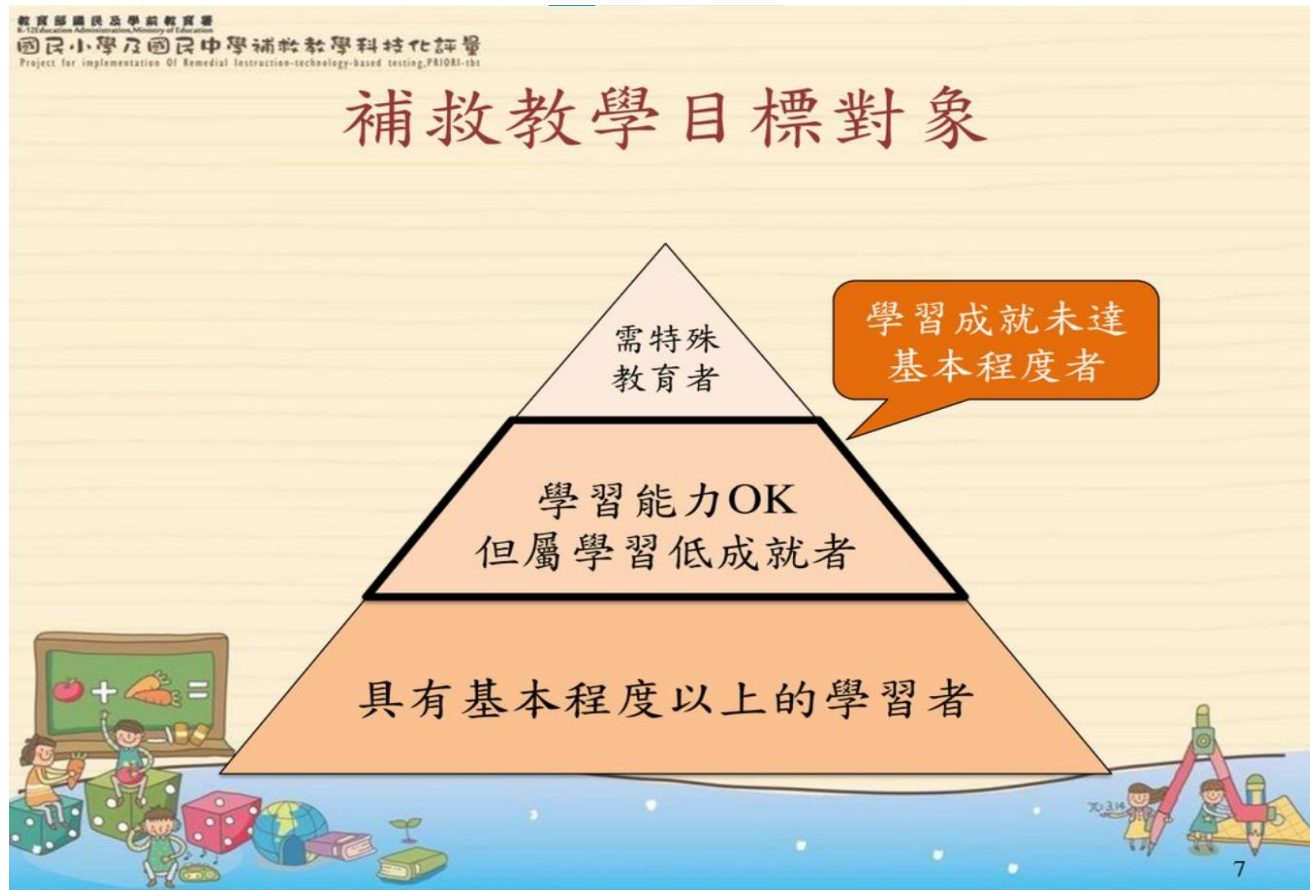 教育部國民及學前教育署
K-12Education Administration,Ministry of Education
國民小學及國民中學補救教學科技化評量
Project for implementation Of Remedial Instruction-technology-based testing,PRIORI-tbt
補救教學目標對象
需特殊
教育者
學習成就未達
基本程度者
學習能力OK
但屬學習低成就者
具有基本程度以上的學習者
π=3.14
7